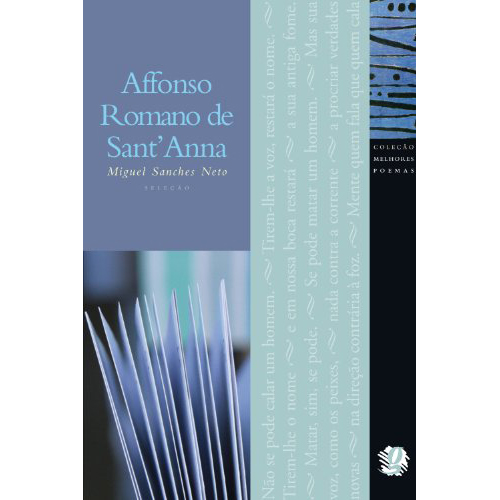 Affonso
Romano de
Sant'Anna
Miguel Sanches Neto
SELEÇÃO
Não se pode calar um homem. Tirem-lhe a voz, restará o nome.
Tirem-lhe o nome e em nossa boca restará a sua antiga fome.
Matar, sim, se pode. Se pode matar um homem. Mas sua
voz, como os peixes, nada contra a corrente a procriar verdades
novas na direção contrária à foz. Mente quem fala que quem cala
COLEÇÃO
MELHORES
POEMAS
g